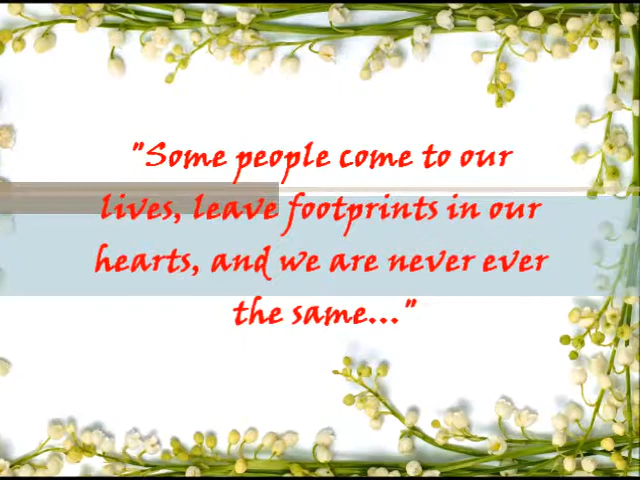 "Some people come to our
lives, leave footprints in our
hearts, and we are never ever
the same..."